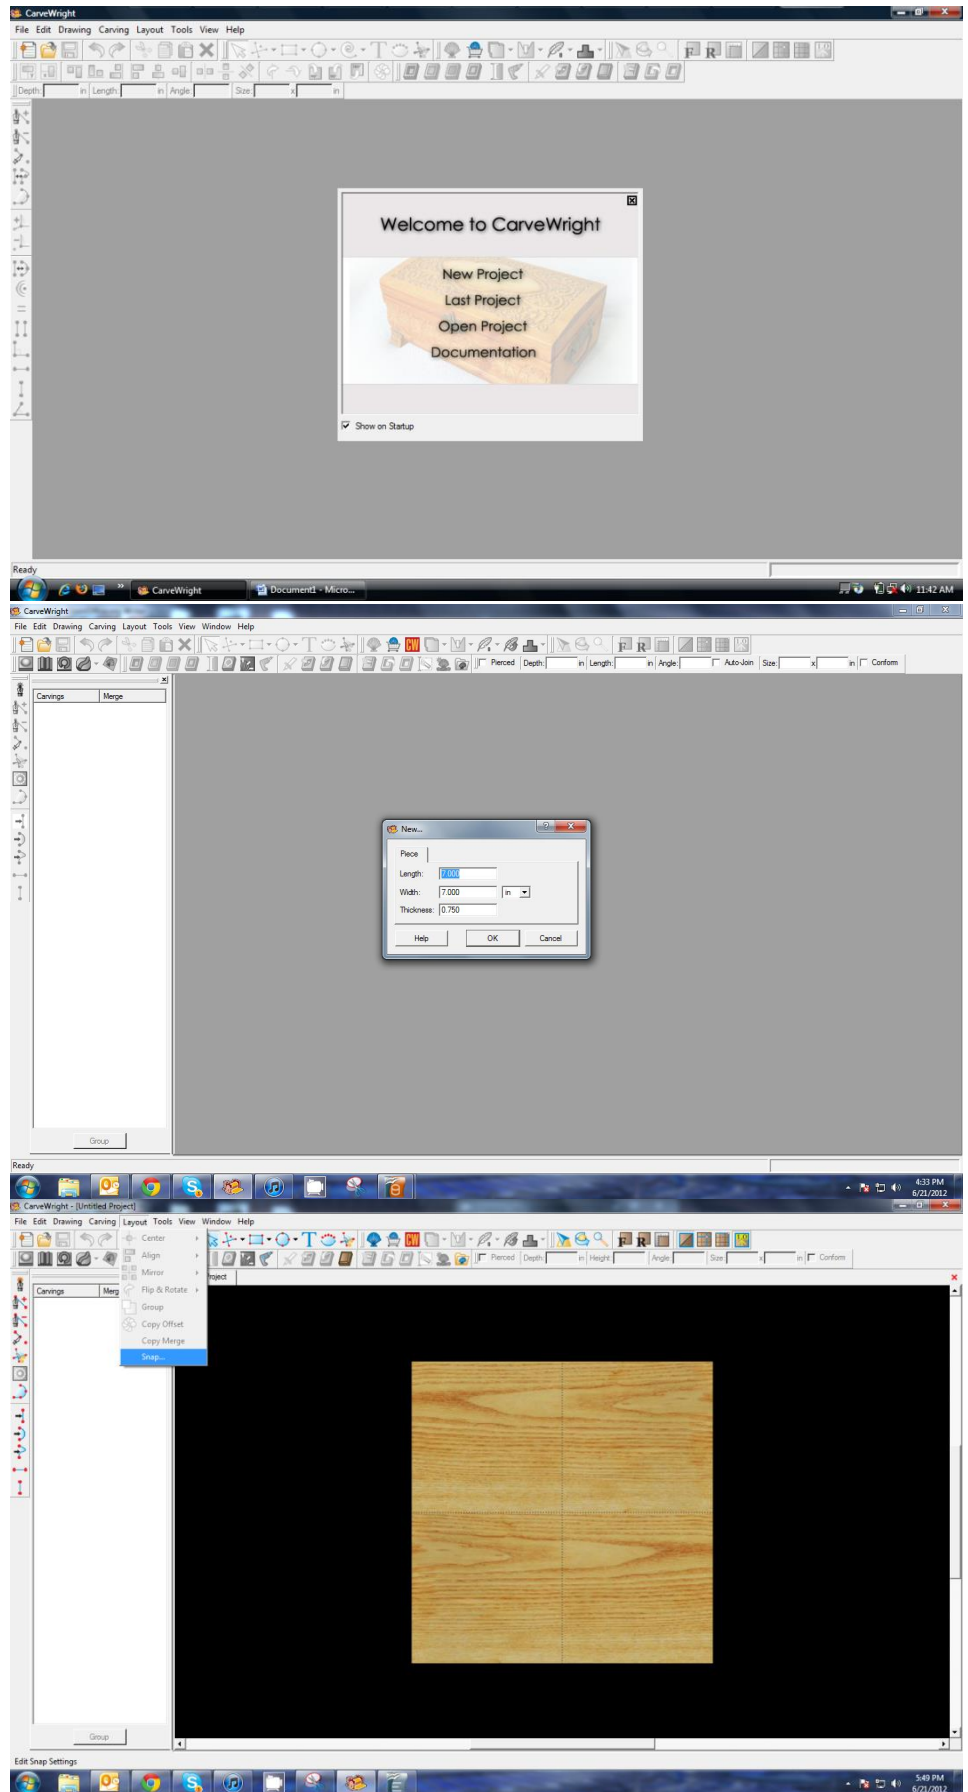 CarveWright
File Edit Drawing Carving Layout Tools View Help
Depth: in Length: in Angle: Size: x in
Welcome to CarveWright
New Project
Last Project
Open Project
Documentation
Show on Startup
Ready
CarveWright Document1 - Micro... 11:42 AM
CarveWright
File Edit Drawing Carving Layout Tools View Window Help
Pierced Depth: in Length: in Angle: Auto-Join Size: x in Conform
Carvings Merge
New...
Piece
Length: 7.000
Width: 7.000 in
Thickness: 0.750
Help OK Cancel
Group
Ready
4:33 PM
6/21/2012
CarveWright - [Untitled Project]
File Edit Drawing Carving Layout Tools View Window Help
Center
Pierced Depth: in Height: Angle Size x in Conform
Align
Mirror
roject
Carvings Merg
Flip & Rotate
Group
Copy Offset
Copy Merge
Snap...
Group
Edit Snap Settings
5:49 PM
6/21/2012